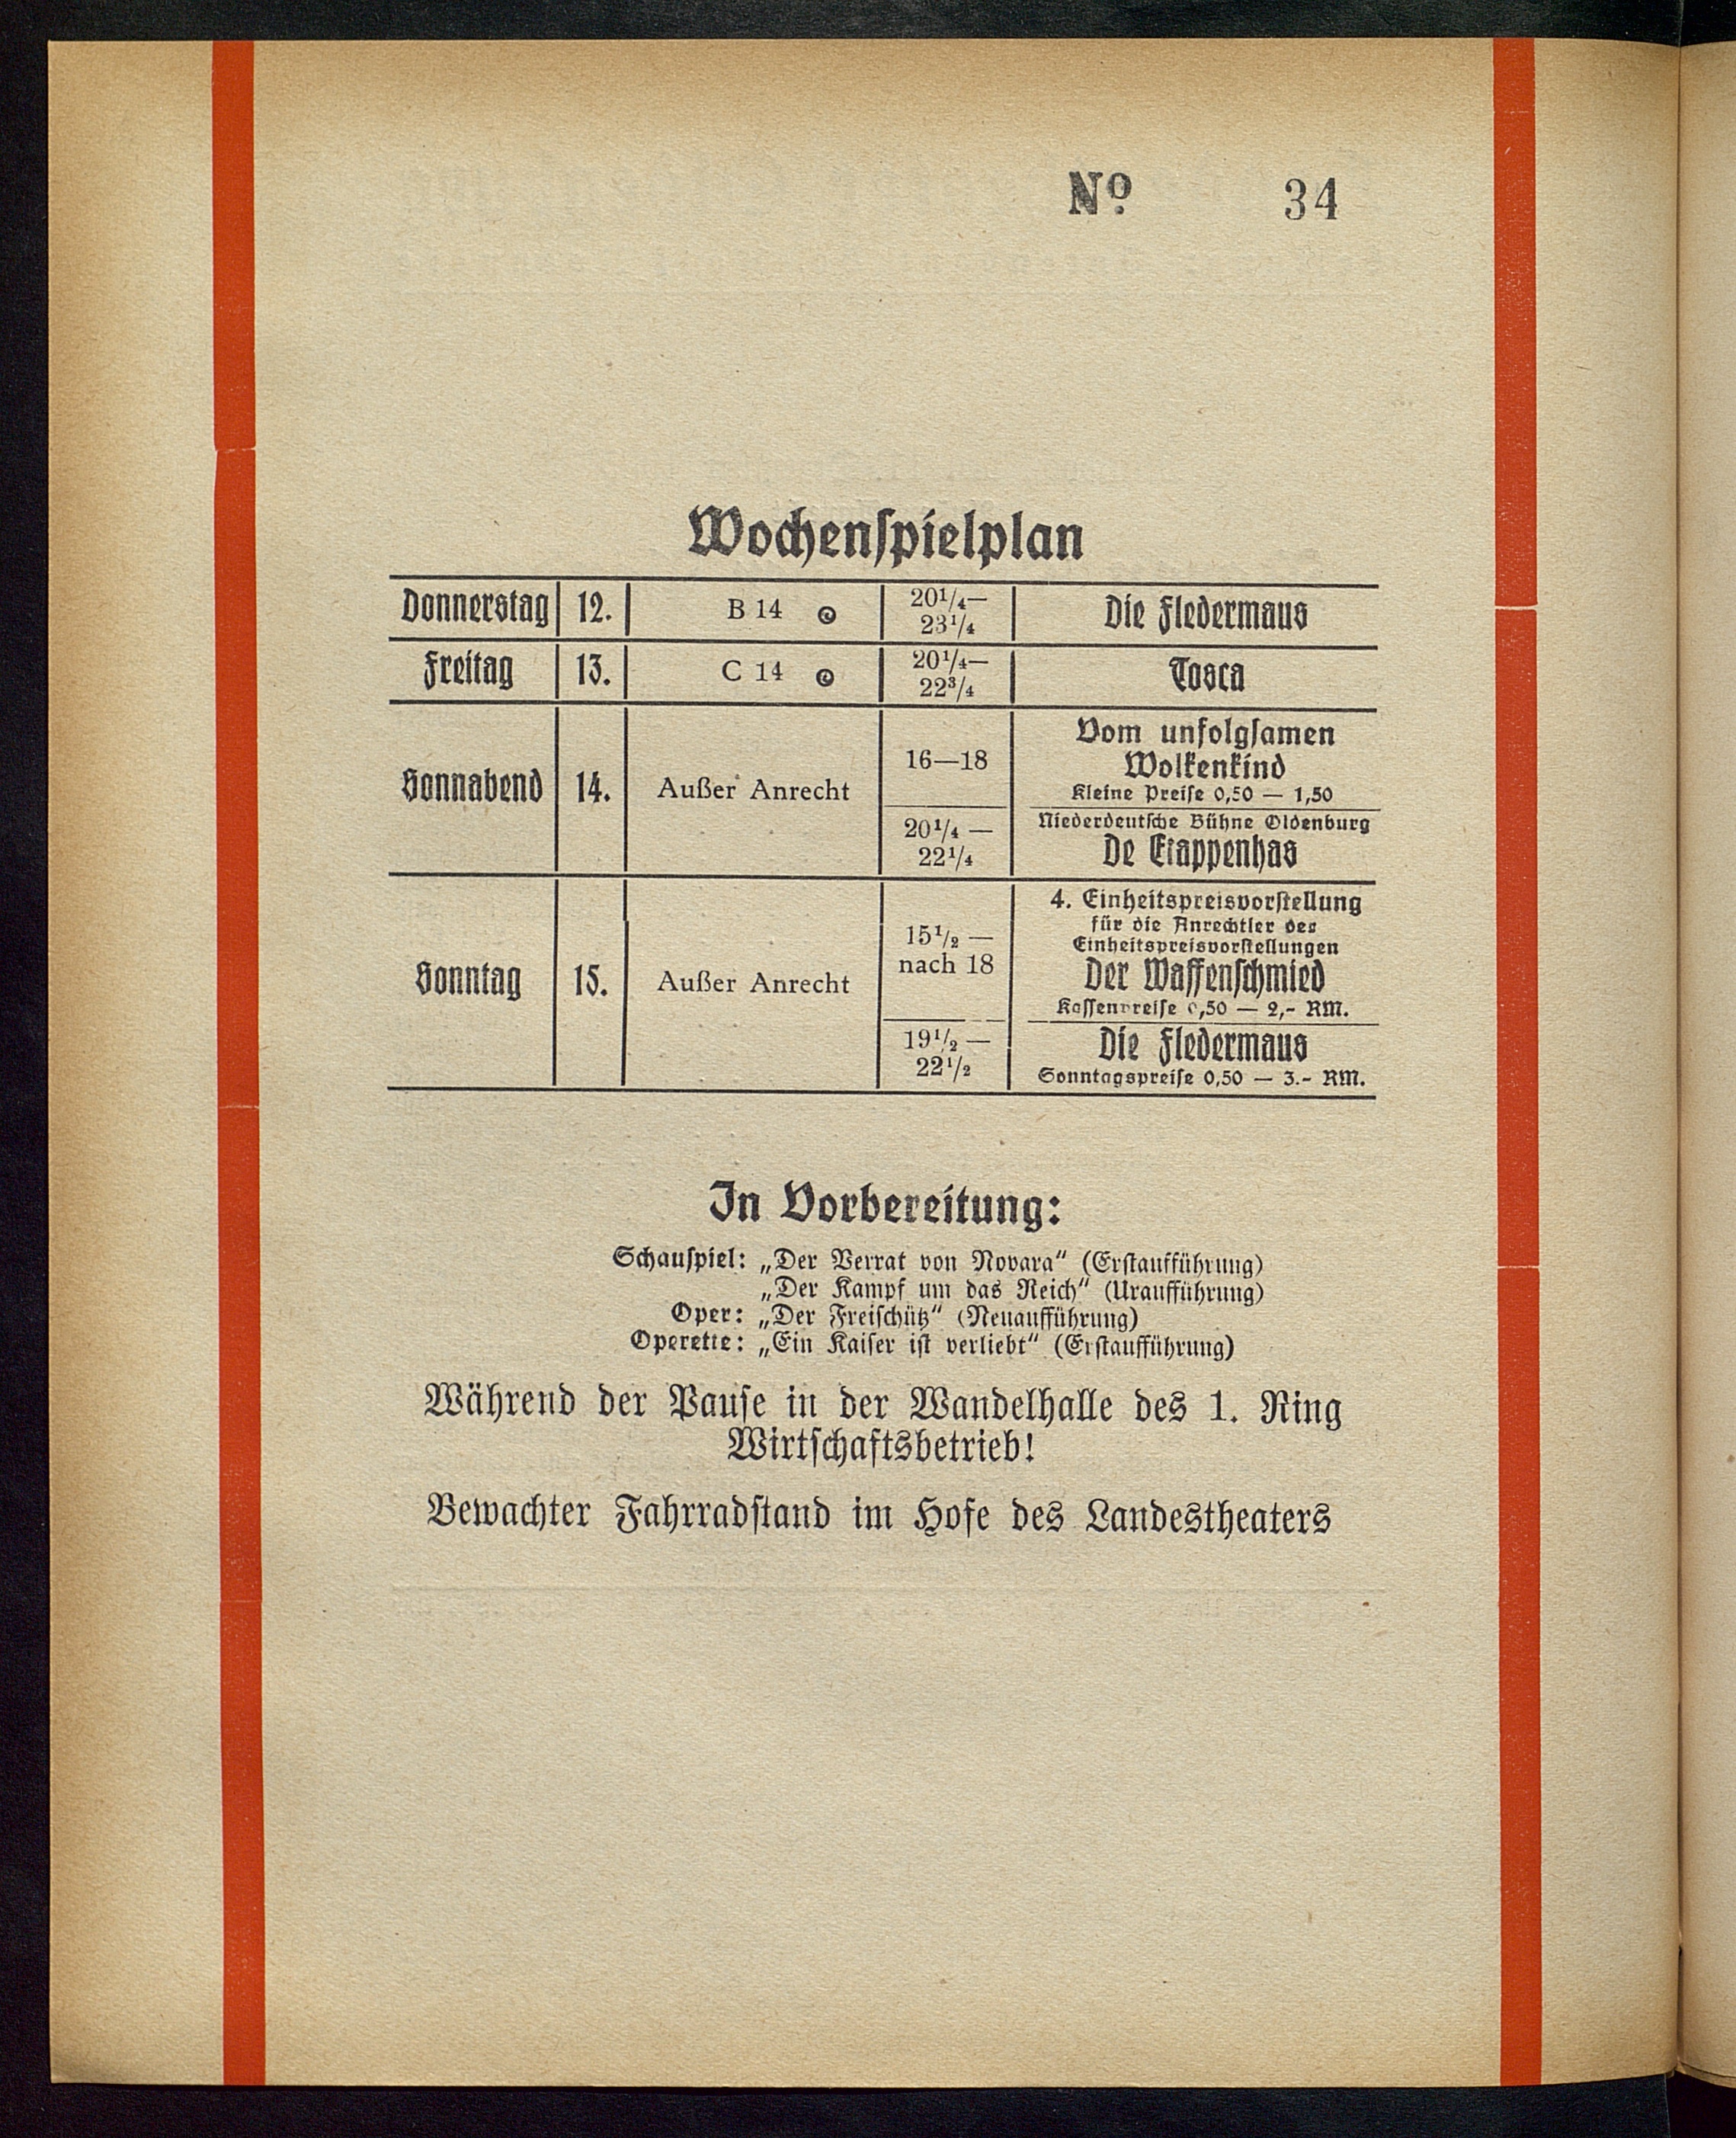 No. 34
Wochenspielplan
Donnerstag 12. B 14 20¹/₄— 23¹/₄ Die Fledermaus
Freitag 13. C 14 20¹/₄— 22³/₄ Tosca
Sonnabend 14. Außer Anrecht
16—18
Vom unfolgsamen
Wolkenkind
Kleine Preise 0,50 — 1,50
20¹/₄ —
22¹/₄
Niederdeutsche Bühne Oldenburg
De Etappenhas
Sonntag 15. Außer Anrecht
15¹/₂ —
nach 18
4. Einheitspreisvorstellung
für die Anrechtler der
Einheitspreisvorstellungen
Der Waffenschmied
Kassenpreise 0,50 — 2,- RM.
19¹/₂ —
22¹/₂
Die Fledermaus
Sonntagspreise 0,50 — 3.- RM.
In Vorbereitung:
Schauspiel: „Der Verrat von Novara“ (Erstaufführung)
„Der Kampf um das Reich“ (Uraufführung)
Oper: „Der Freischütz“ (Neuaufführung)
Operette: „Ein Kaiser ist verliebt“ (Erstaufführung)
Während der Pause in der Wandelhalle des 1. Ring
Wirtschaftsbetrieb!
Bewachter Fahrradstand im Hofe des Landestheaters